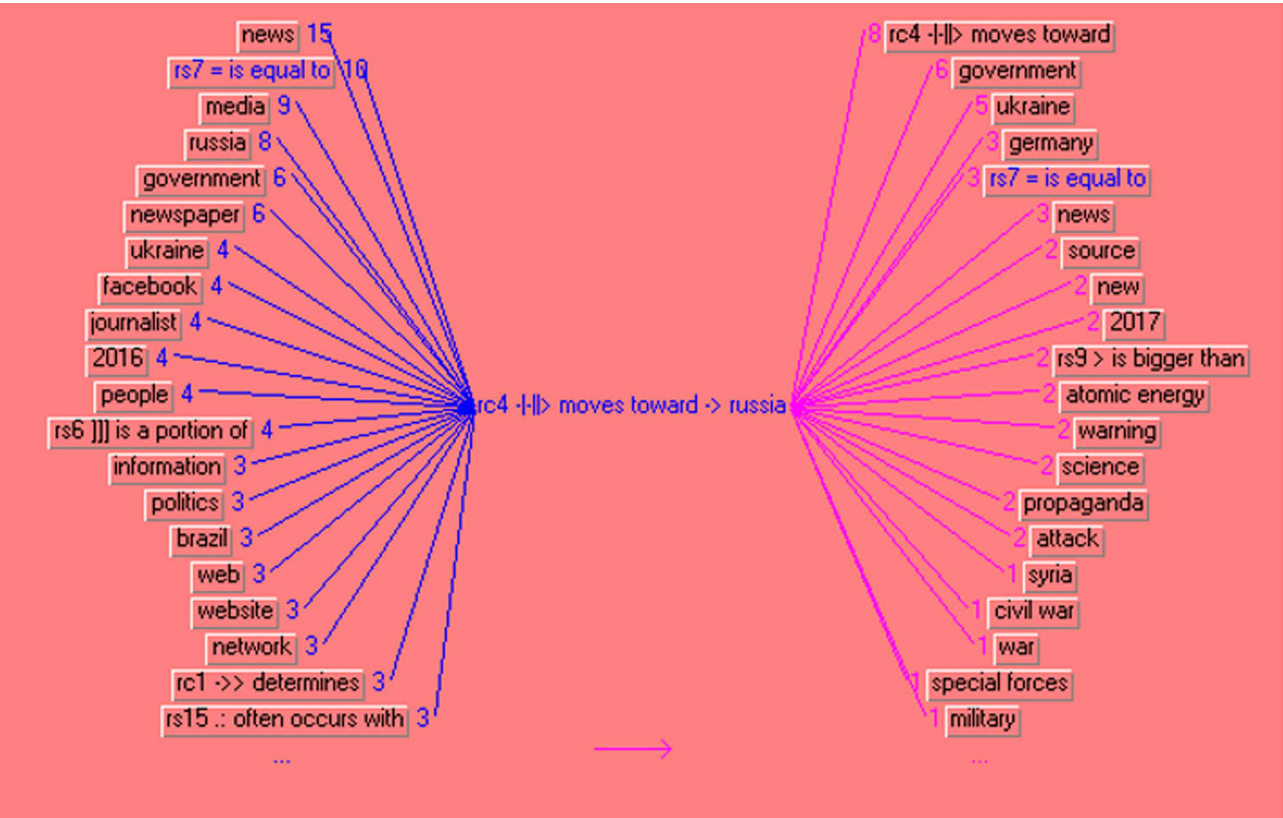 news 15
rs7 = is equal to 10
media 9
russia 8
government 6
newspaper 6
ukraine 4
facebook 4
journalist 4
2016 4
people 4
rs6 ]]] is a portion of 4
information 3
politics 3
brazil 3
web 3
website 3
network 3
rc1 ->> determines 3
rs15 .: often occurs with 3
...
rc4 -|-||> moves toward -> russia
8 rc4 -|-||> moves toward
6 government
5 ukraine
3 germany
3 rs7 = is equal to
3 news
2 source
2 new
2 2017
2 rs9 > is bigger than
2 atomic energy
2 warning
2 science
2 propaganda
2 attack
1 syria
1 civil war
1 war
1 special forces
1 military
...